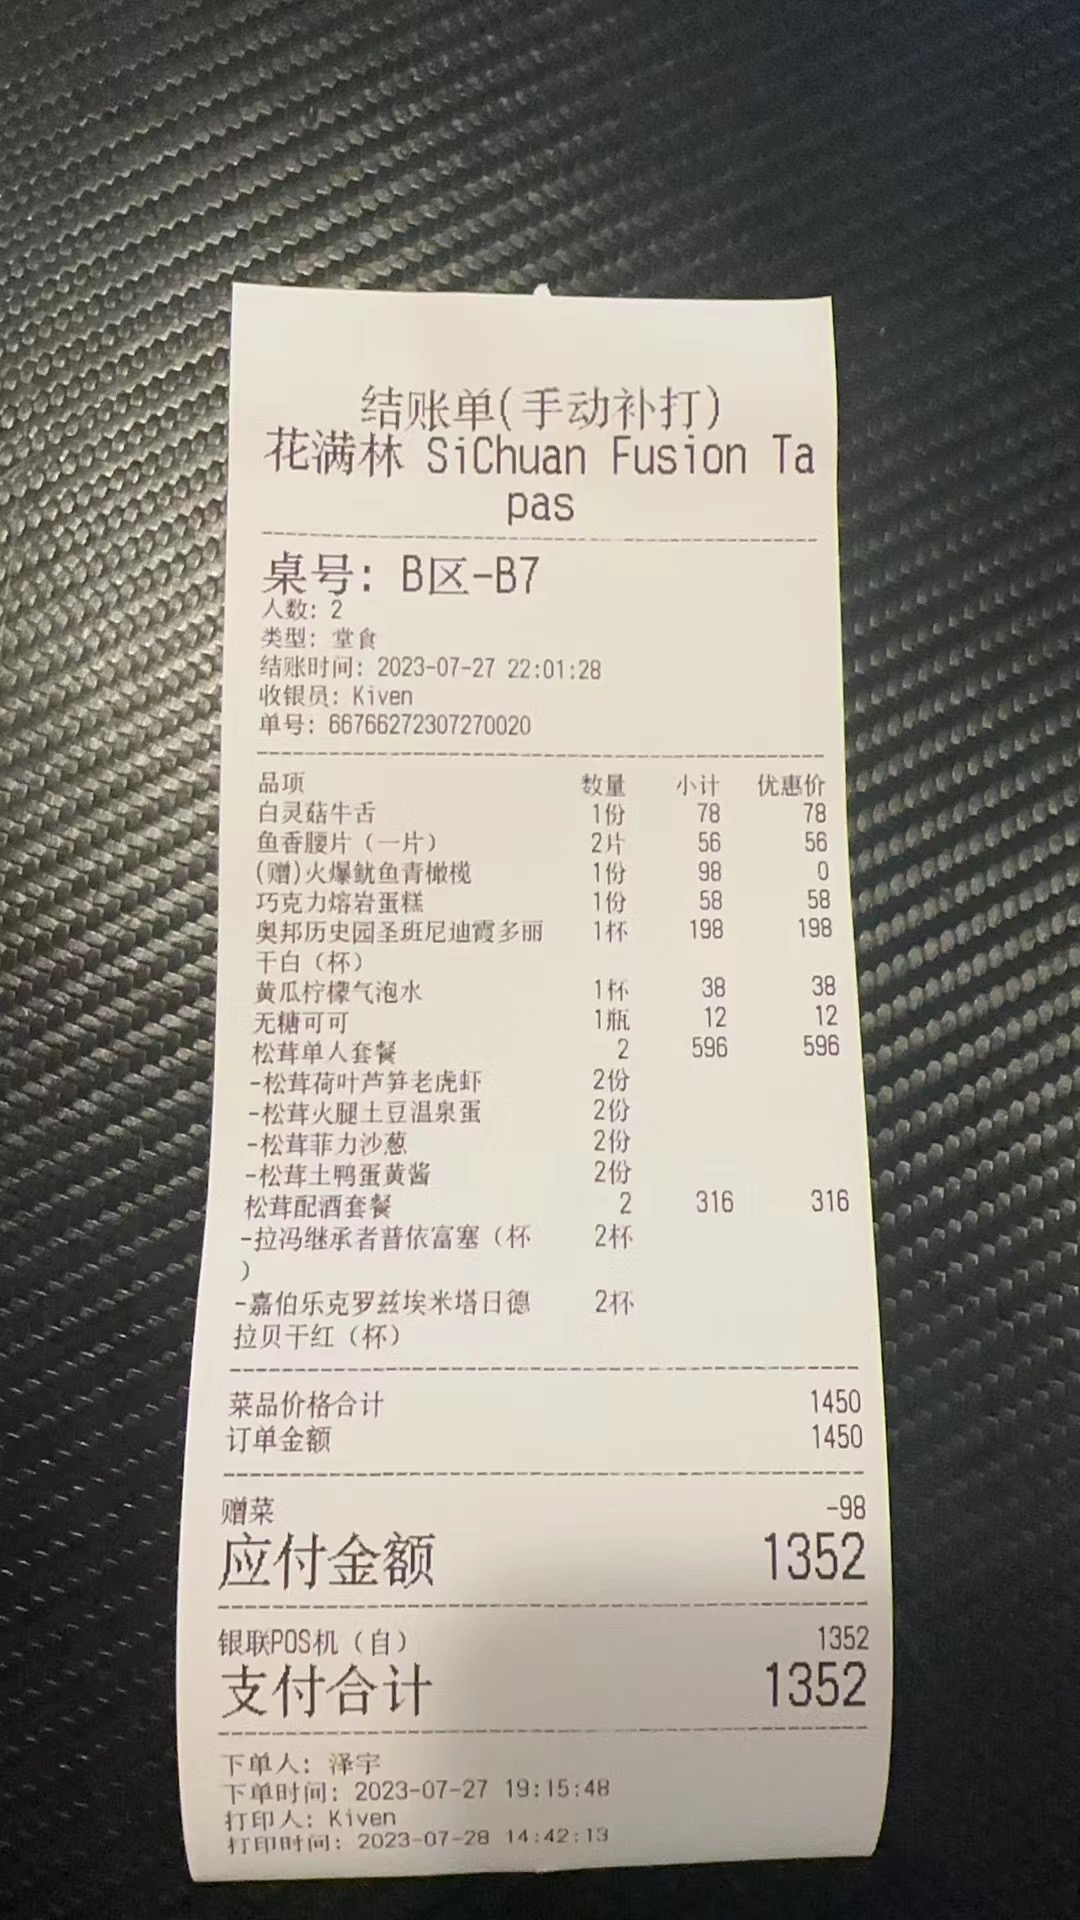 结账单(手动补打)
花满林 SiChuan Fusion Ta
pas
桌号: B区-B7
人数: 2
类型: 堂食
结账时间: 2023-07-27 22:01:28
收银员: Kiven
单号: 66766272307270020
品项 数量 小计 优惠价
白灵菇牛舌 1份 78 78
鱼香腰片（一片） 2片 56 56
(赠)火爆鱿鱼青橄榄 1份 98 0
巧克力熔岩蛋糕 1份 58 58
奥邦历史园圣班尼迪霞多丽 1杯 198 198
干白（杯）
黄瓜柠檬气泡水 1杯 38 38
无糖可可 1瓶 12 12
松茸单人套餐 2 596 596
-松茸荷叶芦笋老虎虾 2份
-松茸火腿土豆温泉蛋 2份
-松茸菲力沙葱 2份
-松茸土鸭蛋黄酱 2份
松茸配酒套餐 2 316 316
-拉冯继承者普依富塞（杯 2杯
）
-嘉伯乐克罗兹埃米塔日德 2杯
拉贝干红（杯）
菜品价格合计 1450
订单金额 1450
赠菜 -98
应付金额 1352
银联POS机（自） 1352
支付合计 1352
下单人: 泽宇
下单时间: 2023-07-27 19:15:48
打印人: Kiven
打印时间: 2023-07-28 14:42:13